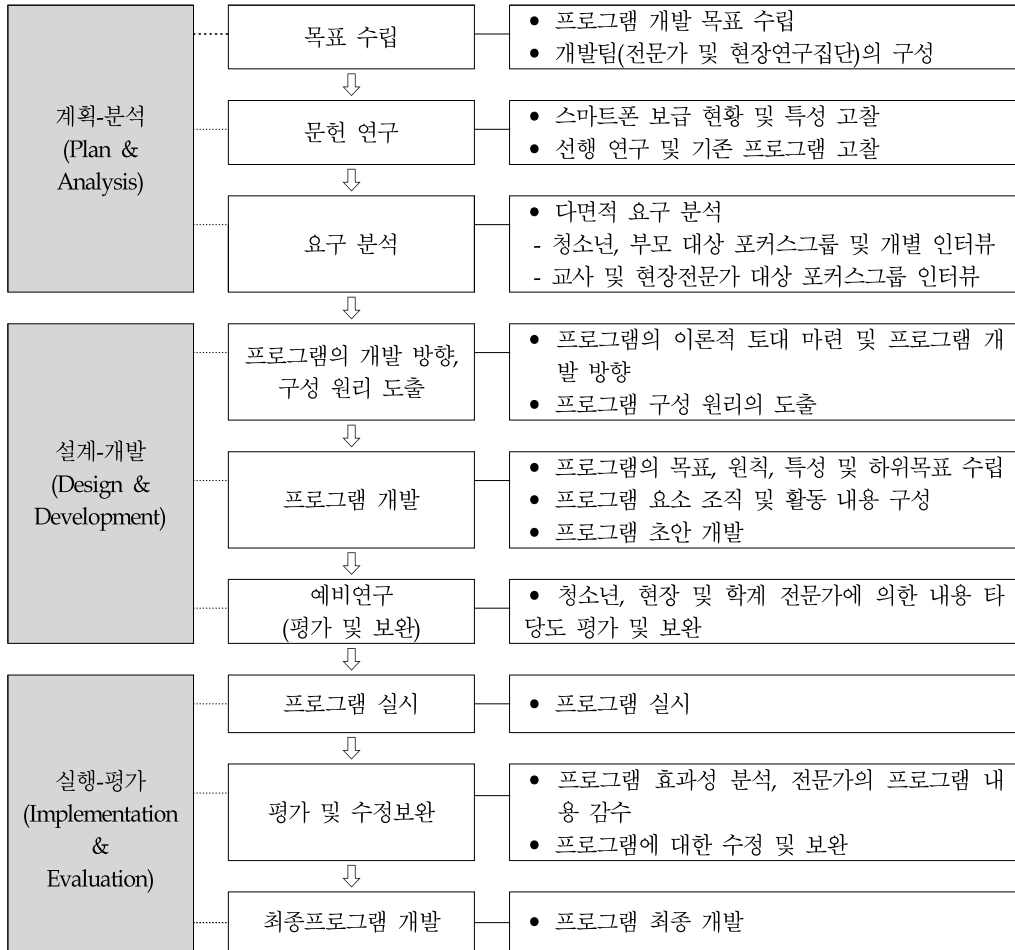 계획-분석
(Plan &
Analysis)
목표 수립
• 프로그램 개발 목표 수립
• 개발팀(전문가 및 현장연구집단)의 구성
문헌 연구
• 스마트폰 보급 현황 및 특성 고찰
• 선행 연구 및 기존 프로그램 고찰
요구 분석
• 다면적 요구 분석
- 청소년, 부모 대상 포커스그룹 및 개별 인터뷰
- 교사 및 현장전문가 대상 포커스그룹 인터뷰
설계-개발
(Design &
Development)
프로그램의 개발 방향,
구성 원리 도출
• 프로그램의 이론적 토대 마련 및 프로그램 개
발 방향
• 프로그램 구성 원리의 도출
프로그램 개발
• 프로그램의 목표, 원칙, 특성 및 하위목표 수립
• 프로그램 요소 조직 및 활동 내용 구성
• 프로그램 초안 개발
예비연구
(평가 및 보완)
• 청소년, 현장 및 학계 전문가에 의한 내용 타
당도 평가 및 보완
실행-평가
(Implementation
&
Evaluation)
프로그램 실시
• 프로그램 실시
평가 및 수정보완
• 프로그램 효과성 분석, 전문가의 프로그램 내
용 감수
• 프로그램에 대한 수정 및 보완
최종프로그램 개발
• 프로그램 최종 개발